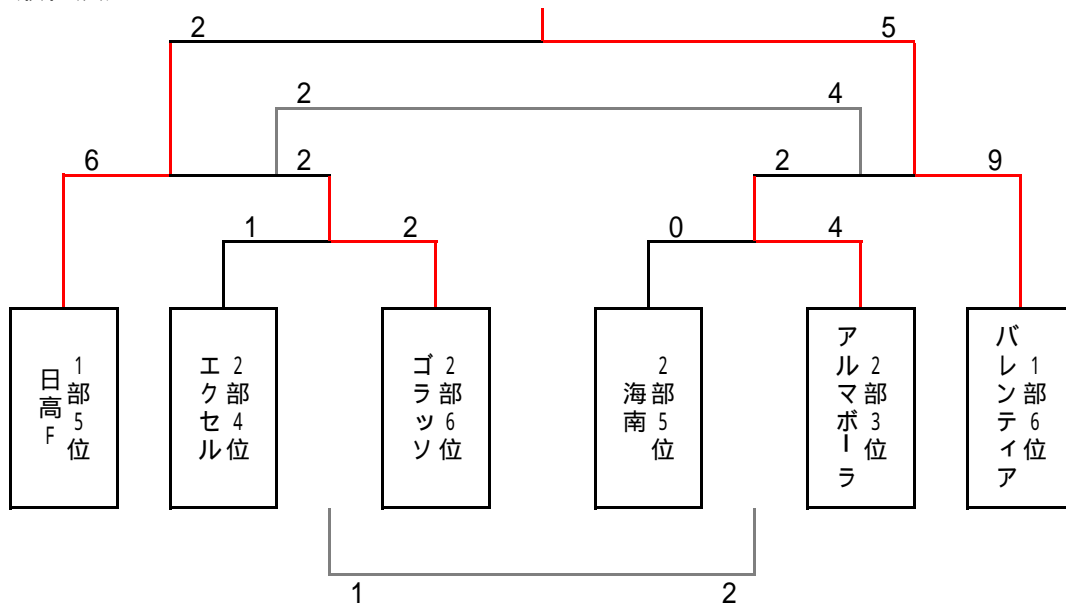 2
5
2
4
6
2
2
9
1
2
0
4
1部5位
日高F
2部4位
エクセル
2部6位
ゴラッソ
2部5位
海南
2部3位
アルマボーラ
1部6位
バレンティア
1
2